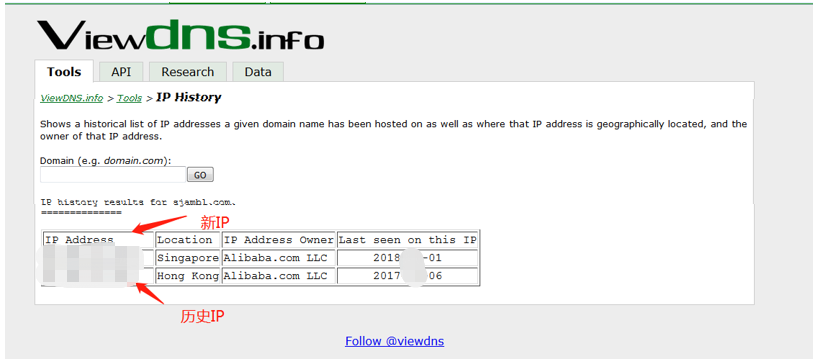 Viewdns.info
Tools API Research Data
ViewDNS.info > Tools > IP History
Shows a historical list of IP addresses a given domain name has been hosted on as well as where that IP address is geographically located, and the
owner of that IP address.
Domain (e.g. domain.com):
GO
IP history results for sjambl.com.
==============
新IP
IP Address Location IP Address Owner Last seen on this IP
Singapore Alibaba.com LLC 2018 -01
Hong Kong Alibaba.com LLC 2017 06
历史IP
Follow @viewdns